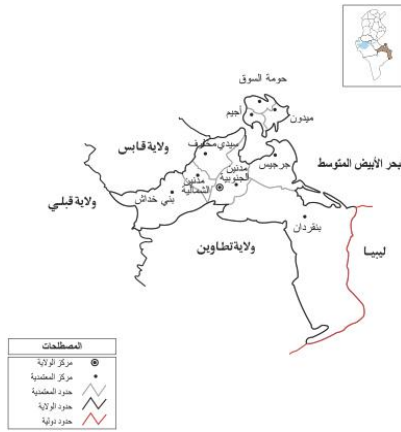 حومة السوق
أجيم
ميدون
ولاية قابس
سيدي مخلوف
جرجيس
بحر الأبيض المتوسط
مدنين
الجنوبية
مدنين
الشمالية
ولاية قبلي
بني خداش
بنقردان
ولاية تطاوين
ليبيا
المصطلحات
مركز الولاية
مركز المعتمدية
حدود المعتمدية
حدود الولاية
حدود دولية